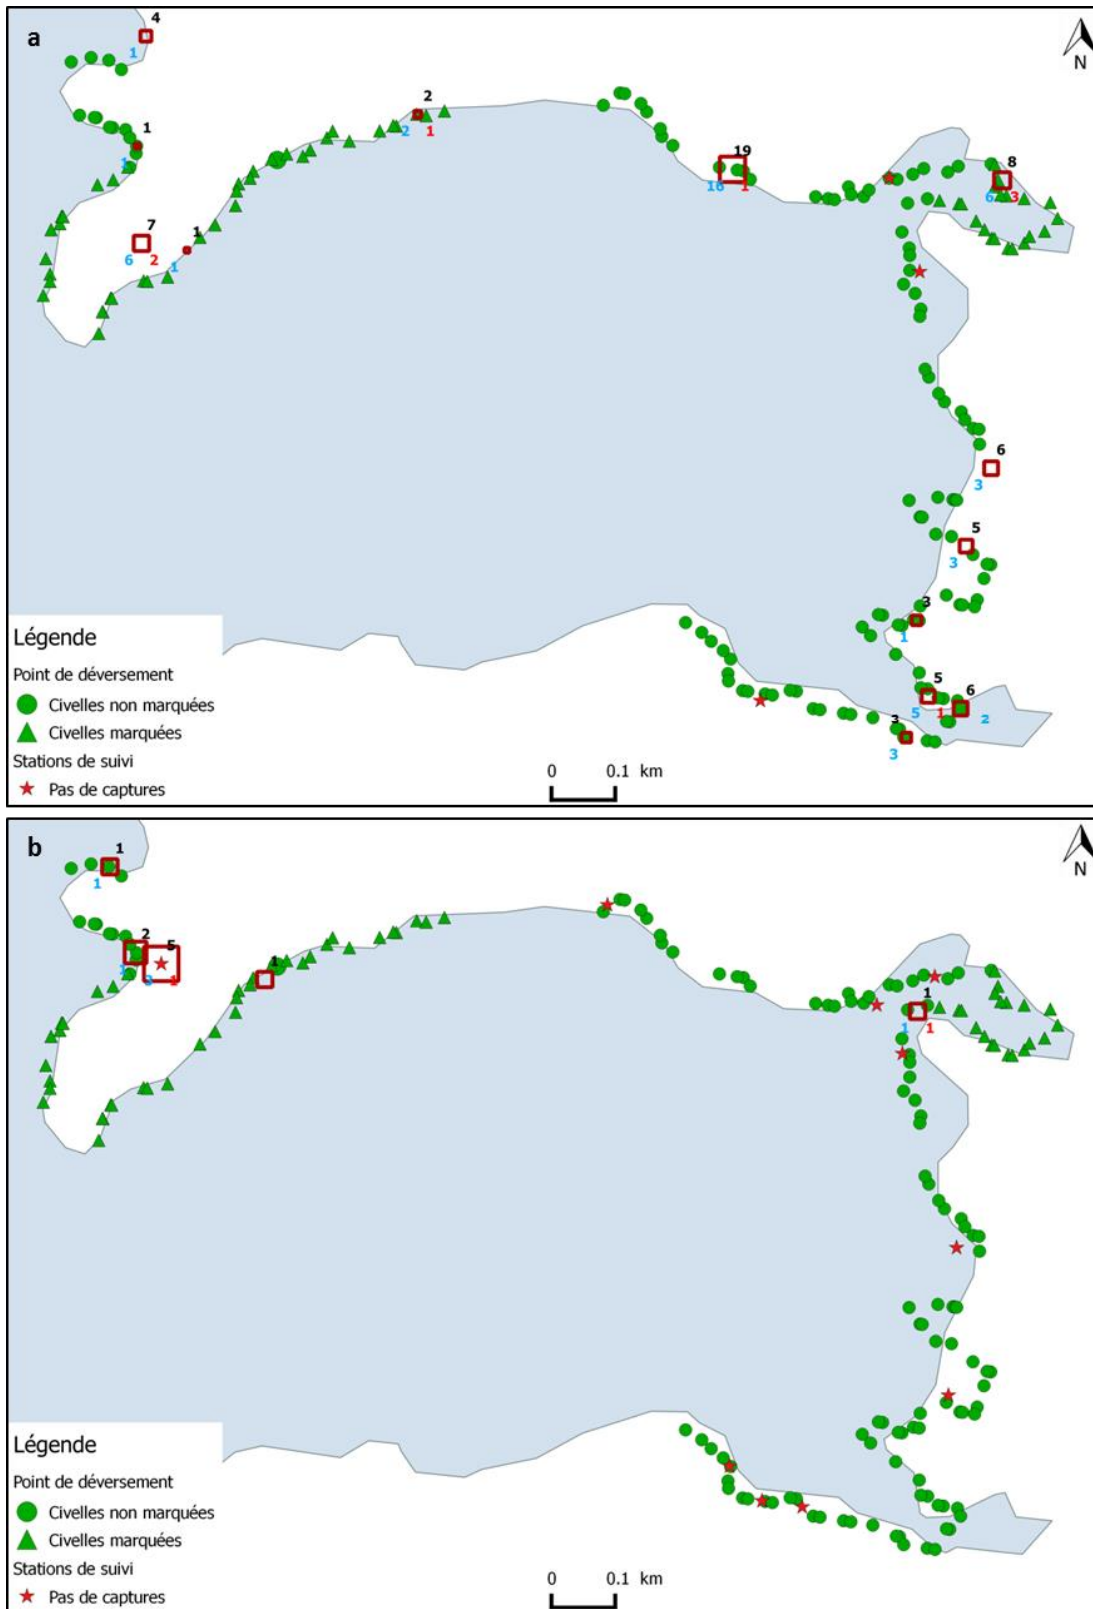 a
4
1
N
1
1
2
2
1
19
16
1
8
6
3
7
6
2
1
1
6
3
5
3
3
1
5
5
1
6
2
3
3
Légende
Point de déversement
Civelles non marquées
Civelles marquées
Stations de suivi
Pas de captures
0 0.1 km
b
1
1
N
2
1
5
3
1
1
1
1
1
Légende
Point de déversement
Civelles non marquées
Civelles marquées
Stations de suivi
Pas de captures
0 0.1 km